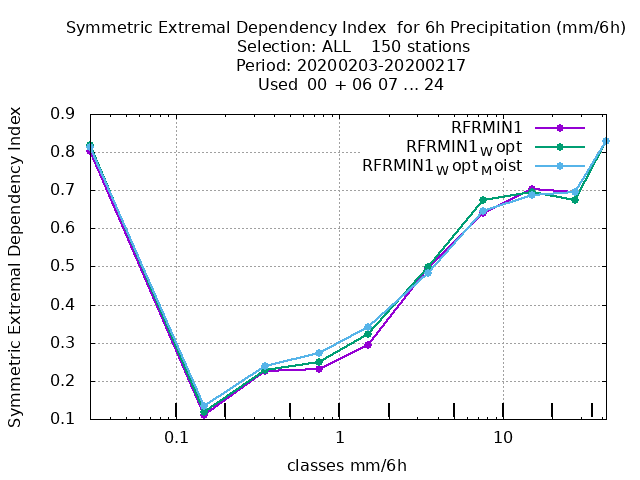 Symmetric Extremal Dependency Index  for 6h Precipitation (mm/6h)
Selection: ALL    150 stations
Period: 20200203-20200217
Used  00 + 06 07 ... 24
Symmetric Extremal Dependency Index
0.9
0.8
0.7
0.6
0.5
0.4
0.3
0.2
0.1
RFRMIN1
RFRMIN1Wopt
RFRMIN1WoptMoist
0.1 1 10
classes mm/6h